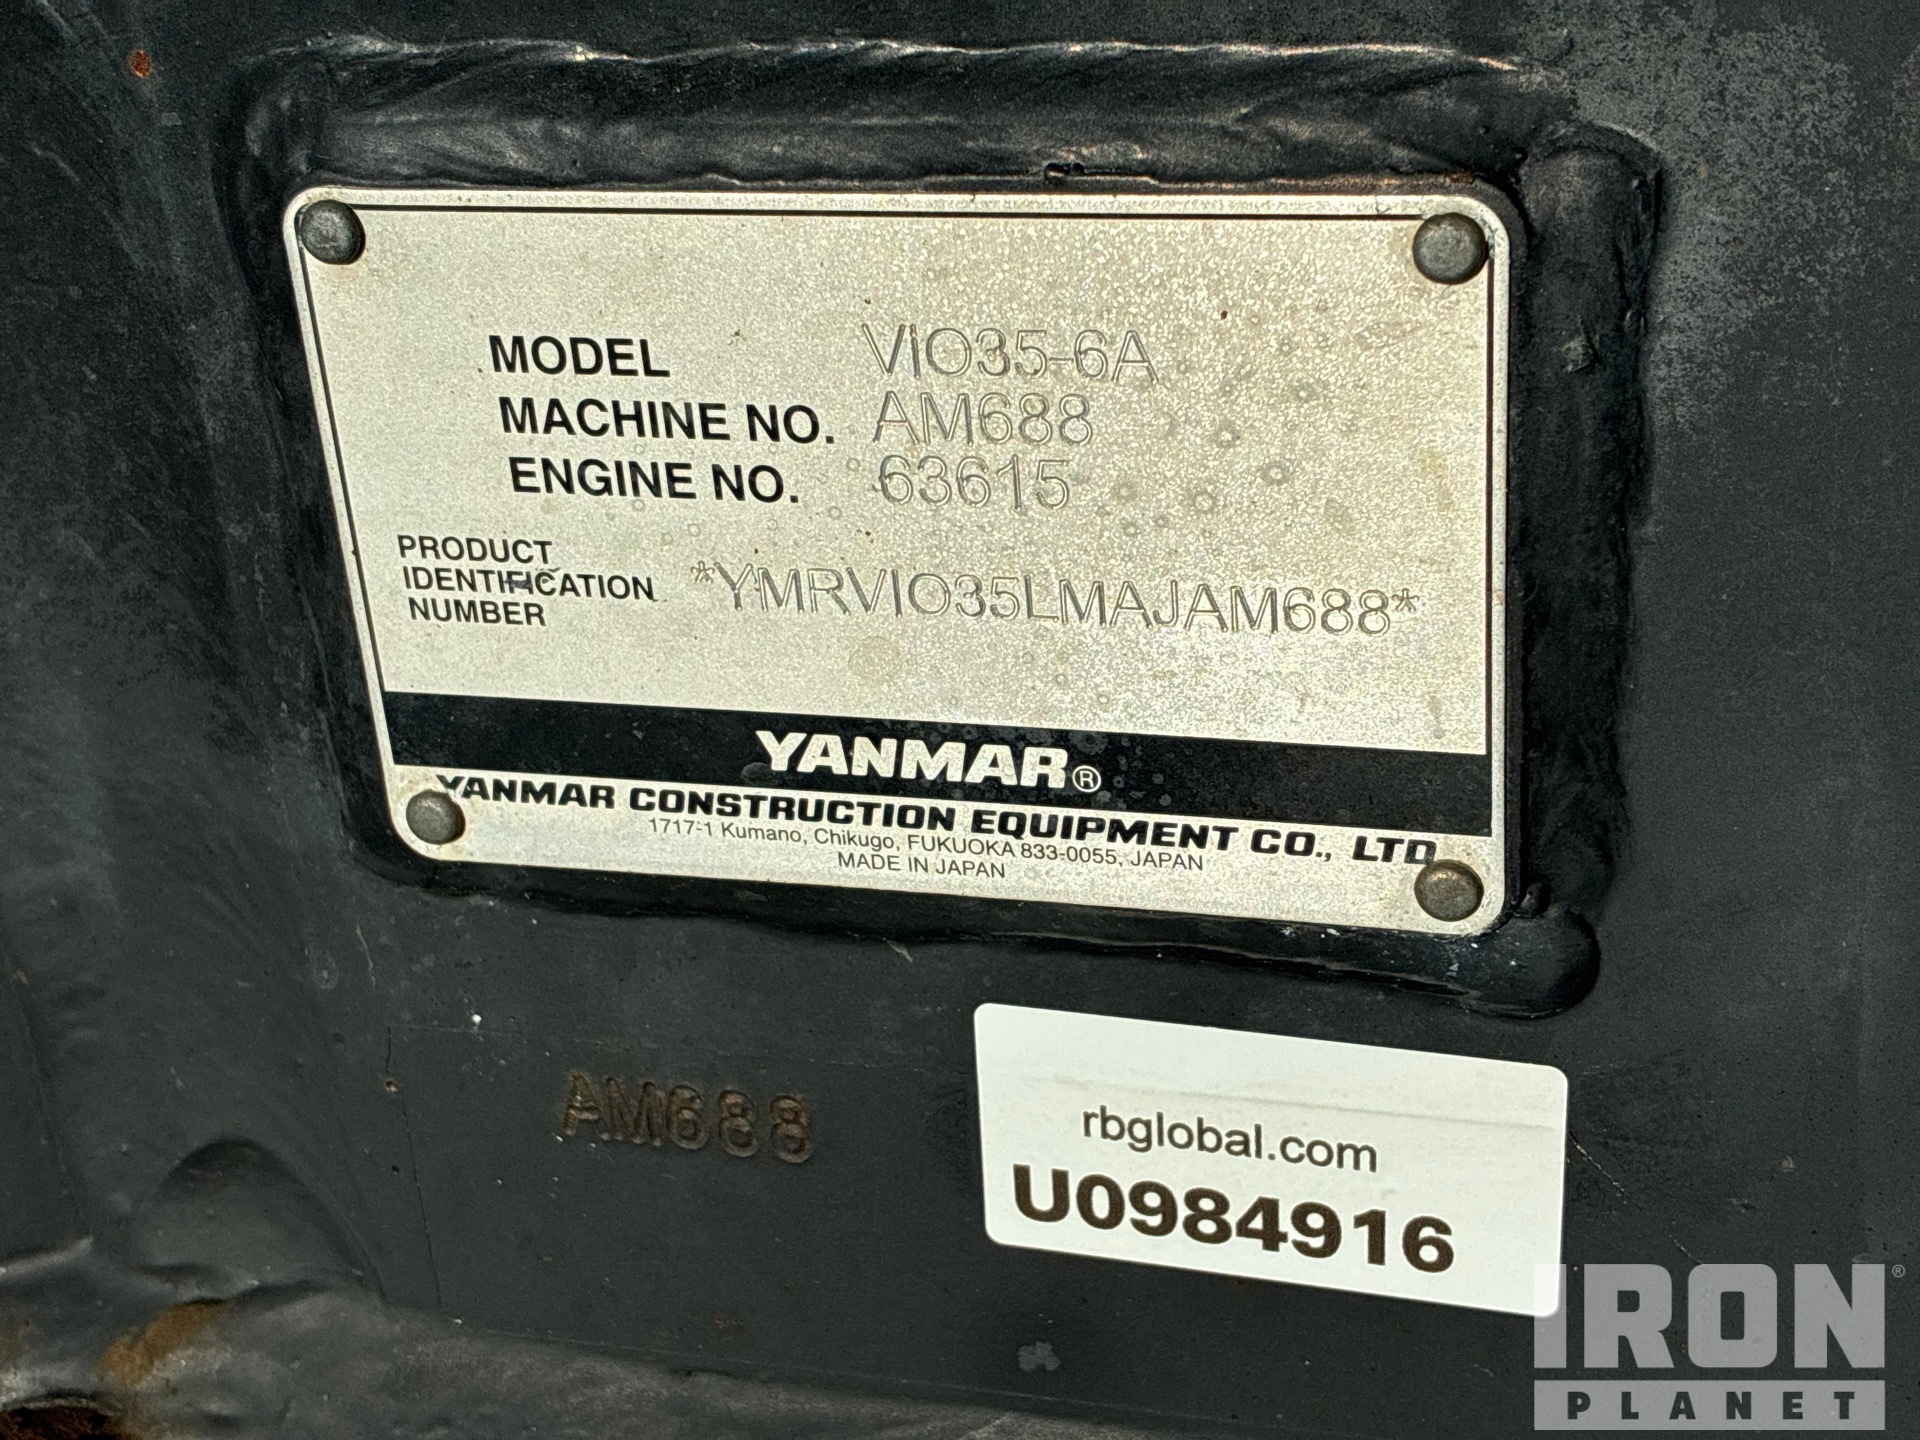 MODEL VIO35-6A
MACHINE NO. AM688
ENGINE NO. 63615
PRODUCT
IDENTIFICATION
NUMBER
*YMRVIO35LMAJAM688*
YANMAR®
YANMAR CONSTRUCTION EQUIPMENT CO., LTD
1717-1 Kumano, Chikugo, FUKUOKA 833-0055, JAPAN
MADE IN JAPAN
AM688
rbglobal.com
U0984916
IRON®
PLANET